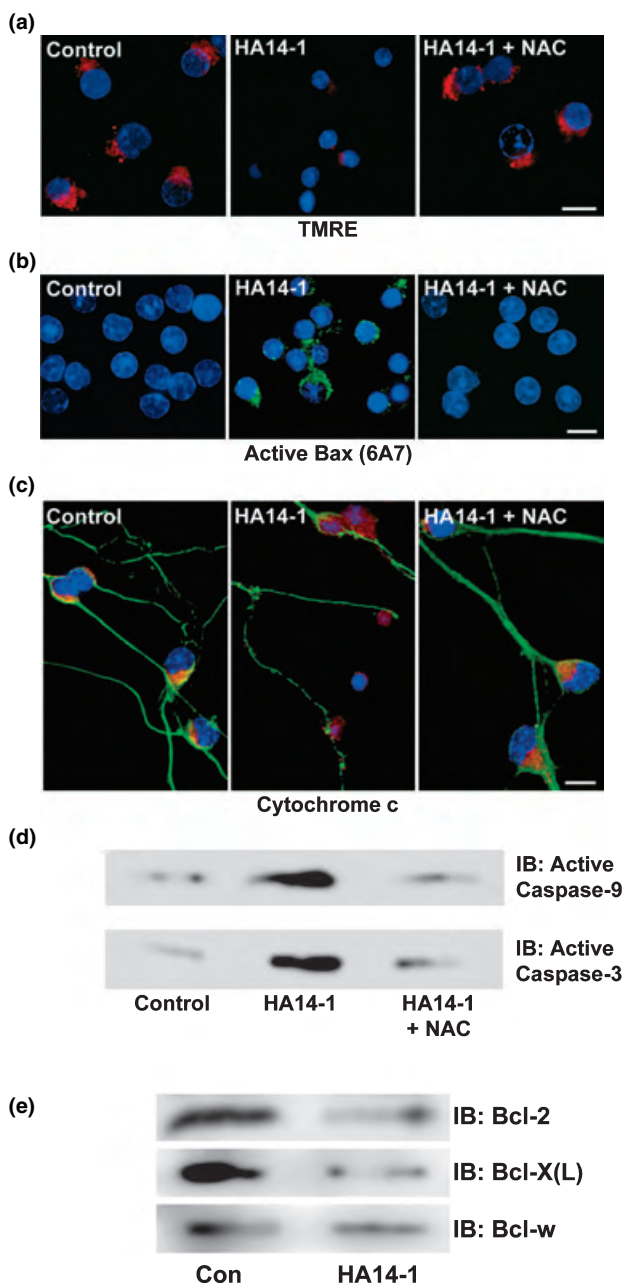 (a)
Control HA14-1 HA14-1 + NAC
TMRE
(b)
Control HA14-1 HA14-1 + NAC
Active Bax (6A7)
(c)
Control HA14-1 HA14-1 + NAC
Cytochrome c
(d)
IB: Active
Caspase-9
IB: Active
Caspase-3
Control HA14-1 HA14-1
+ NAC
(e)
IB: Bcl-2
IB: Bcl-X(L)
IB: Bcl-w
Con HA14-1